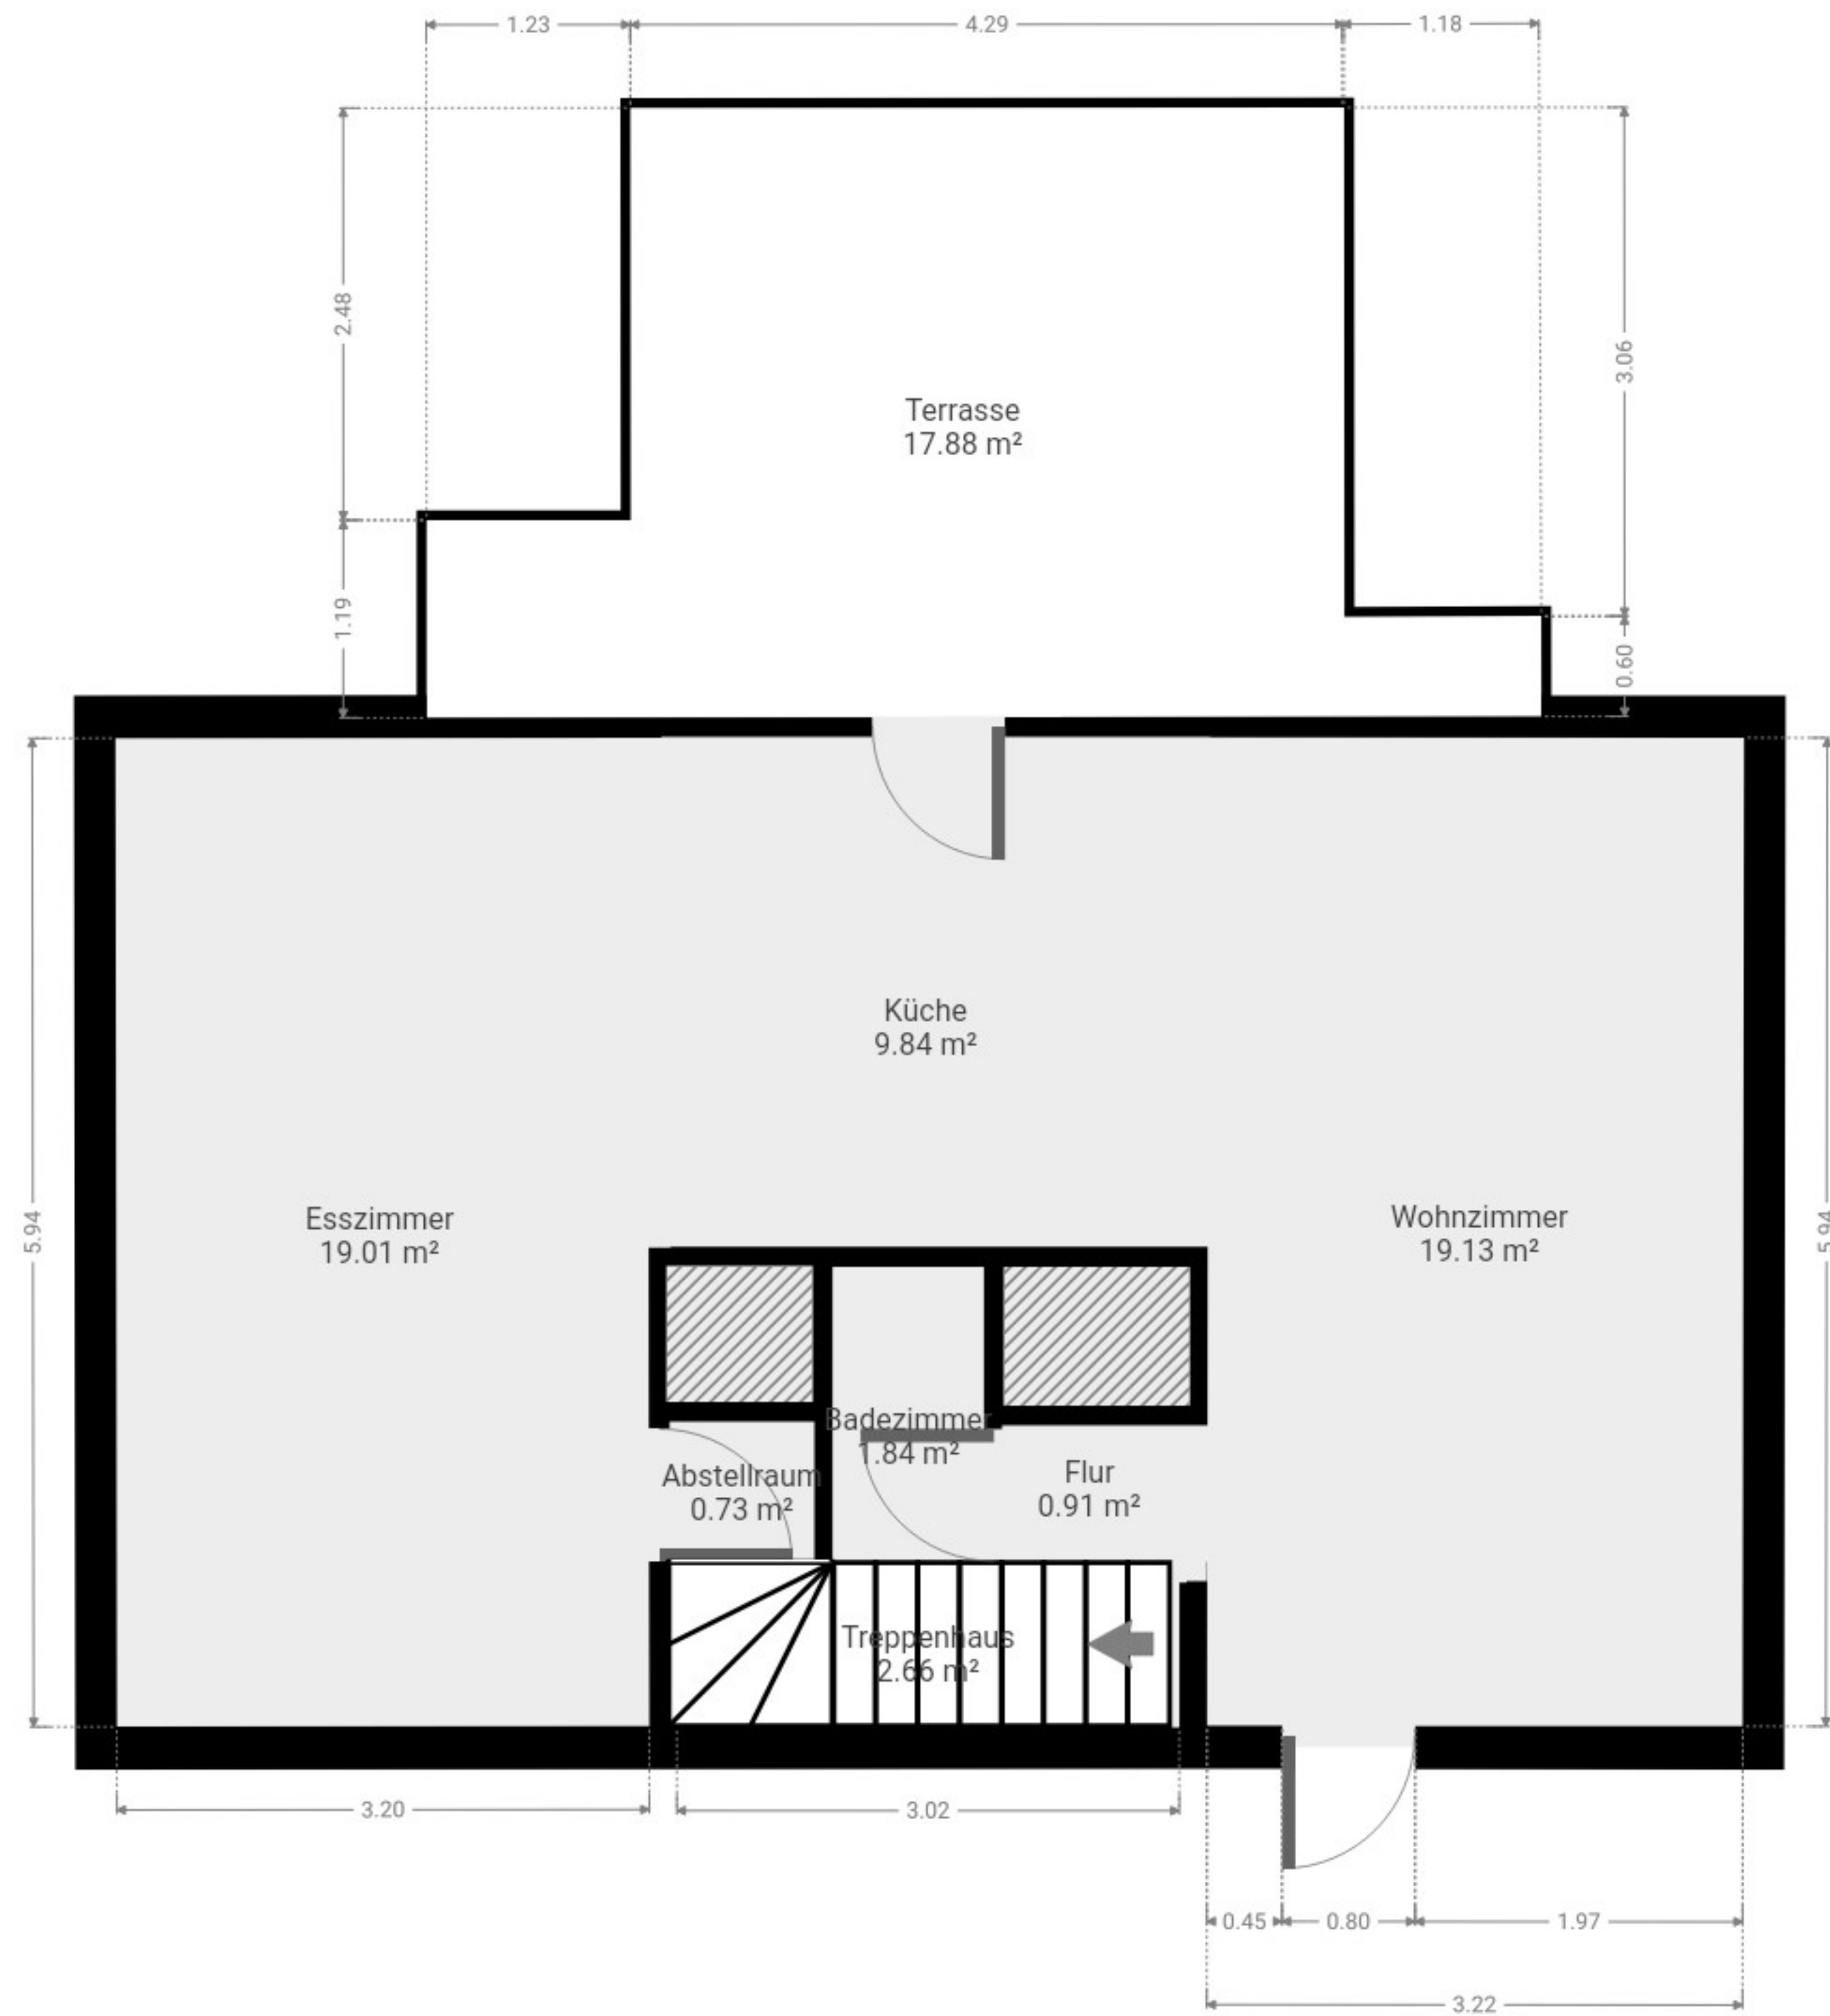 1.23
4.29
1.18
2.48
3.06
Terrasse
17.88 m²
1.19
0.60
Küche
9.84 m²
5.94
5.94
Esszimmer
19.01 m²
Wohnzimmer
19.13 m²
Badezimmer
1.84 m²
Abstellraum
0.73 m²
Flur
0.91 m²
Treppenhaus
2.66 m²
3.20
3.02
0.45
0.80
1.97
3.22